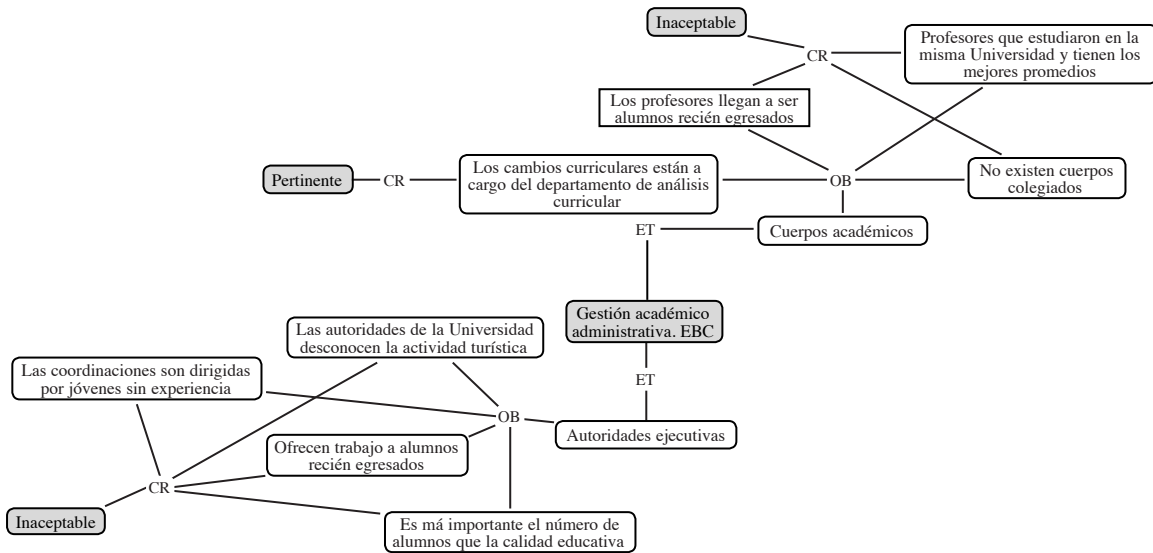 Inaceptable
CR
Profesores que estudiaron en la
misma Universidad y tienen los
mejores promedios
Los profesores llegan a ser
alumnos recién egresados
Pertinente
CR
Los cambios curriculares están a
cargo del departamento de análisis
curricular
OB
No existen cuerpos
colegiados
ET
Cuerpos académicos
Gestión académico
administrativa. EBC
Las autoridades de la Universidad
desconocen la actividad turística
Las coordinaciones son dirigidas
por jóvenes sin experiencia
ET
OB
Autoridades ejecutivas
Ofrecen trabajo a alumnos
recién egresados
CR
Inaceptable
Es má importante el número de
alumnos que la calidad educativa